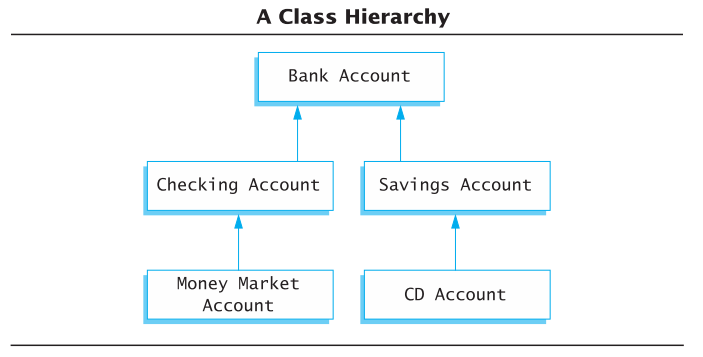 A Class Hierarchy
Bank Account
Checking Account
Savings Account
Money Market
Account
CD Account